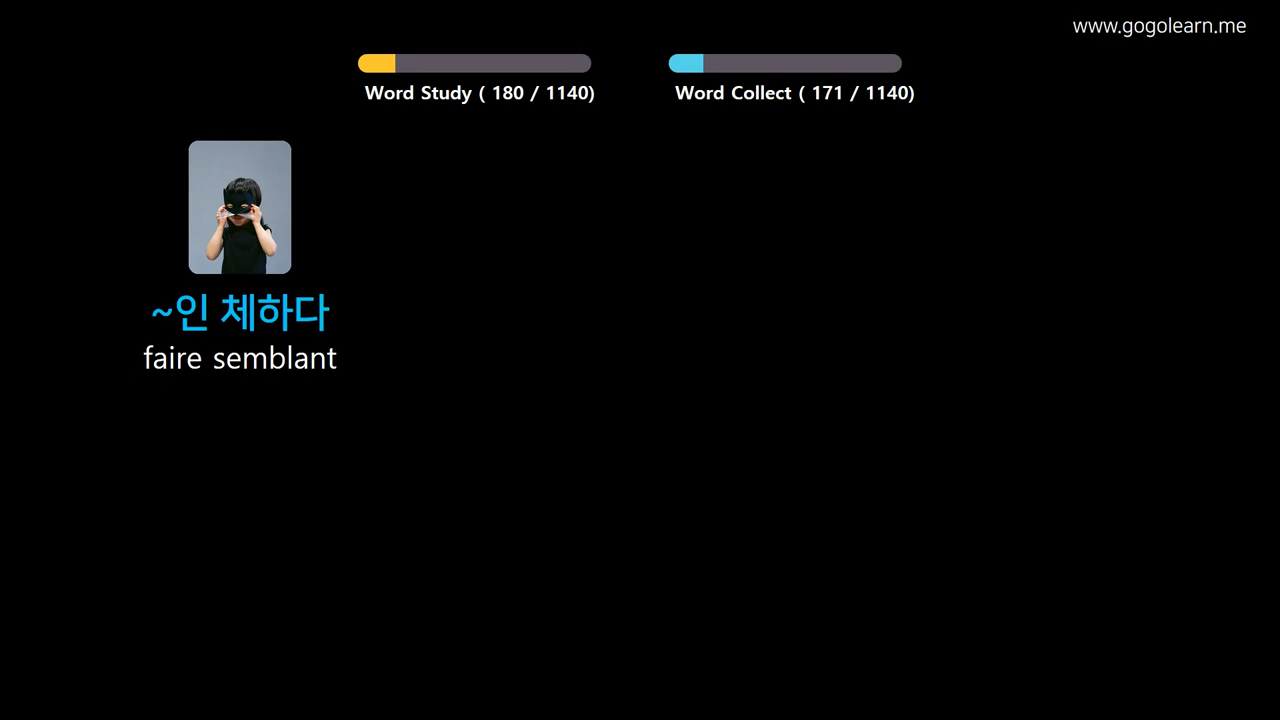 www.gogolearn.me
Word Study ( 180 / 1140)
Word Collect ( 171 / 1140)
~인 체하다
faire semblant